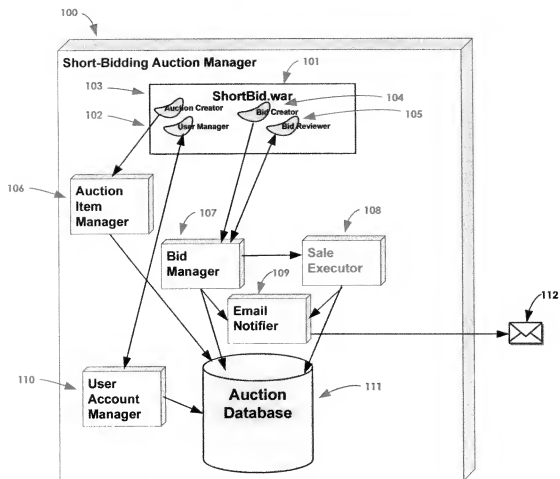 100
Short-Bidding Auction Manager
101
103
ShortBid.war
104
Auction Creator
Bid Creator
105
102
User Manager
Bid Reviewer
106
Auction
Item
Manager
107
108
Bid
Manager
Sale
Executor
109
112
Email
Notifier
110
User
Account
Manager
Auction
Database
111